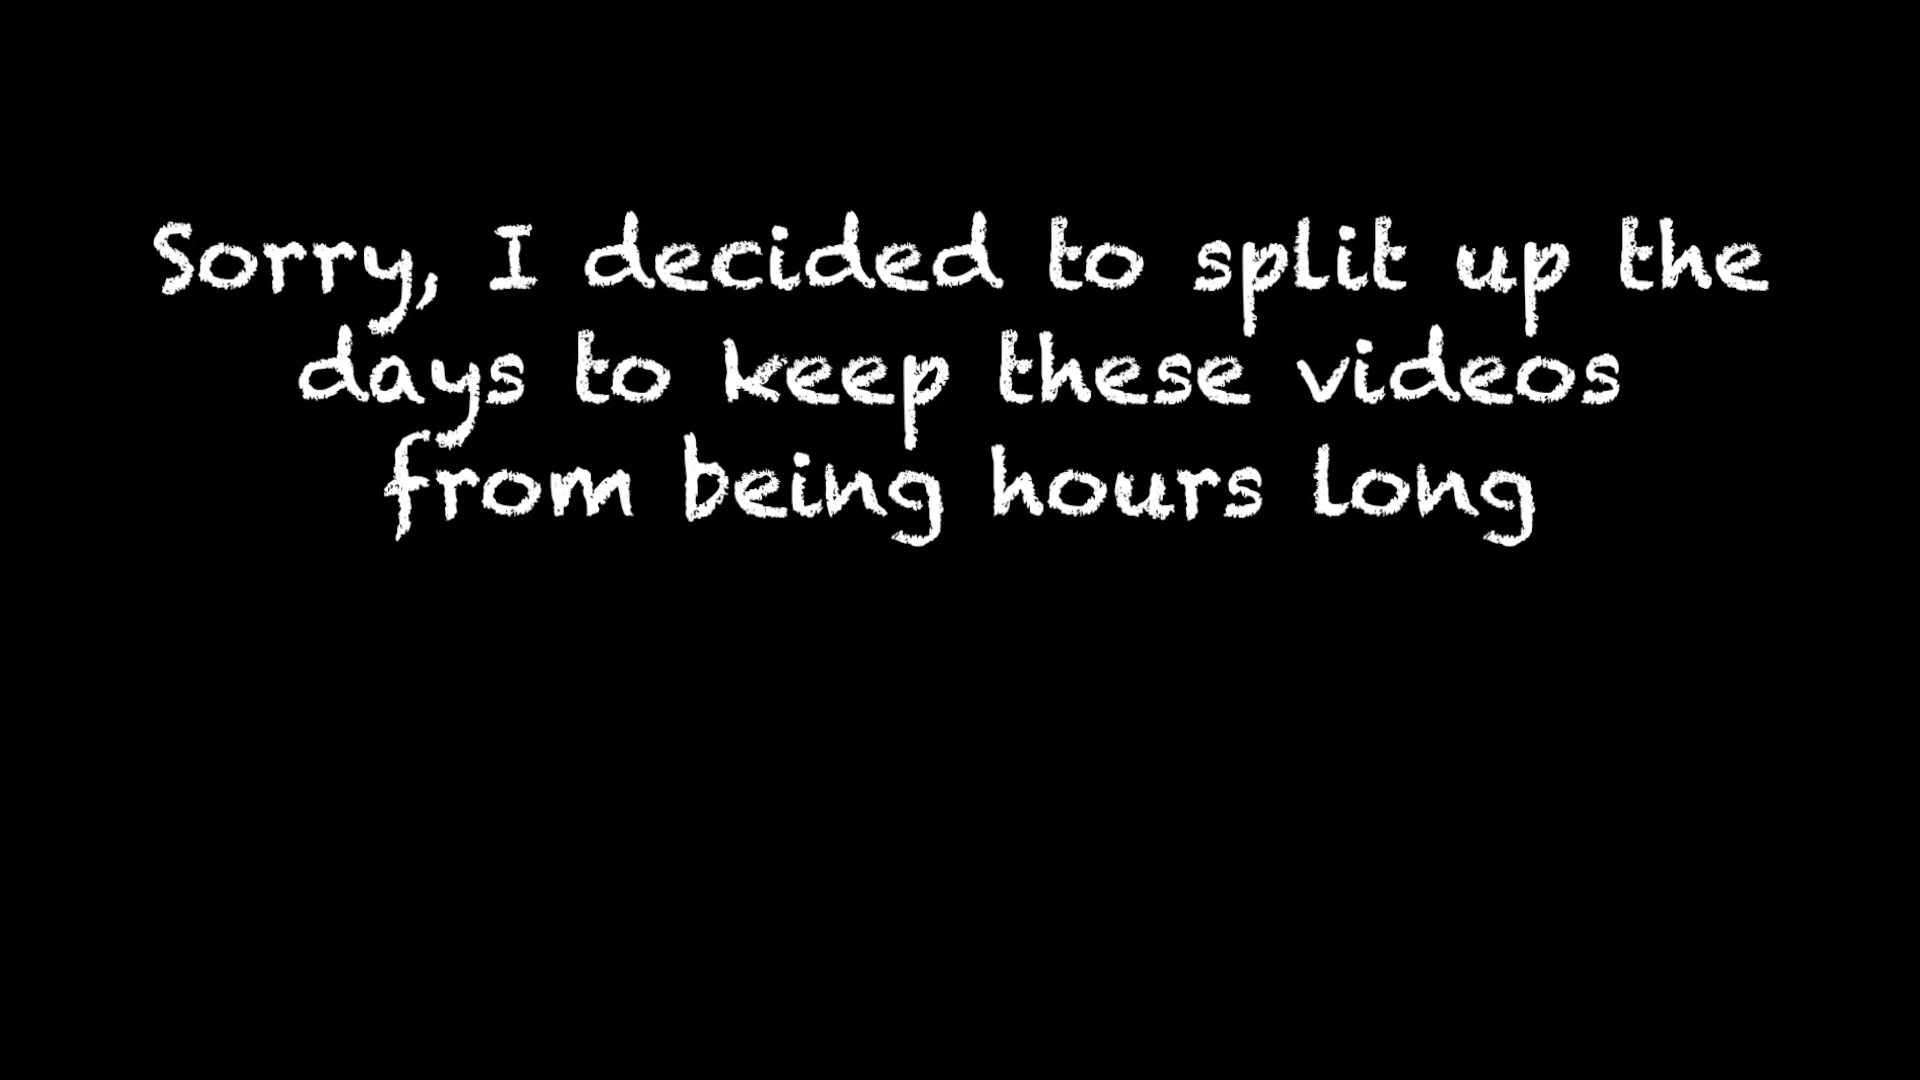 Sorry, I decided to split up the
days to keep these videos
from being hours long